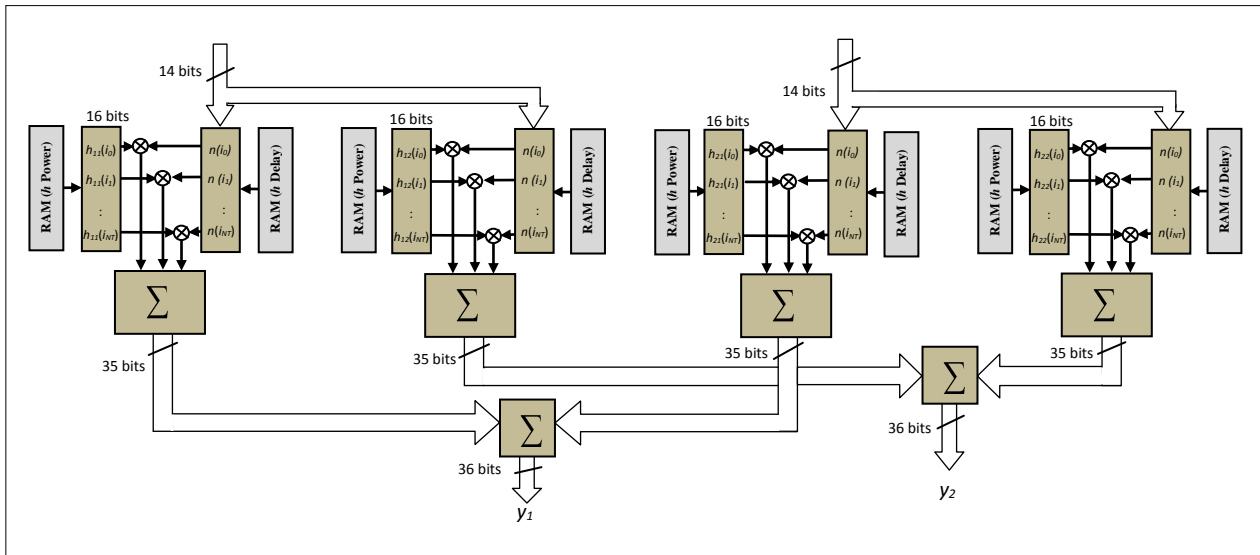 14 bits
14 bits
16 bits
16 bits
16 bits
16 bits
RAM (h Power)
h11(i0)
h11(i1)
:
h11(iNT)
n(i0)
n (i1)
:
n(iNT)
RAM (h Delay)
RAM (h Power)
h12(i0)
h12(i1)
:
h12(iNT)
n(i0)
n (i1)
:
n(iNT)
RAM (h Delay)
RAM (h Power)
h21(i0)
h21(i1)
:
h21(iNT)
n(i0)
n (i1)
:
n(iNT)
RAM (h Delay)
RAM (h Power)
h22(i0)
h22(i1)
:
h22(iNT)
n(i0)
n (i1)
:
n(iNT)
RAM (h Delay)
∑
∑
∑
∑
35 bits
35 bits
35 bits
35 bits
∑
∑
36 bits
36 bits
y1
y2